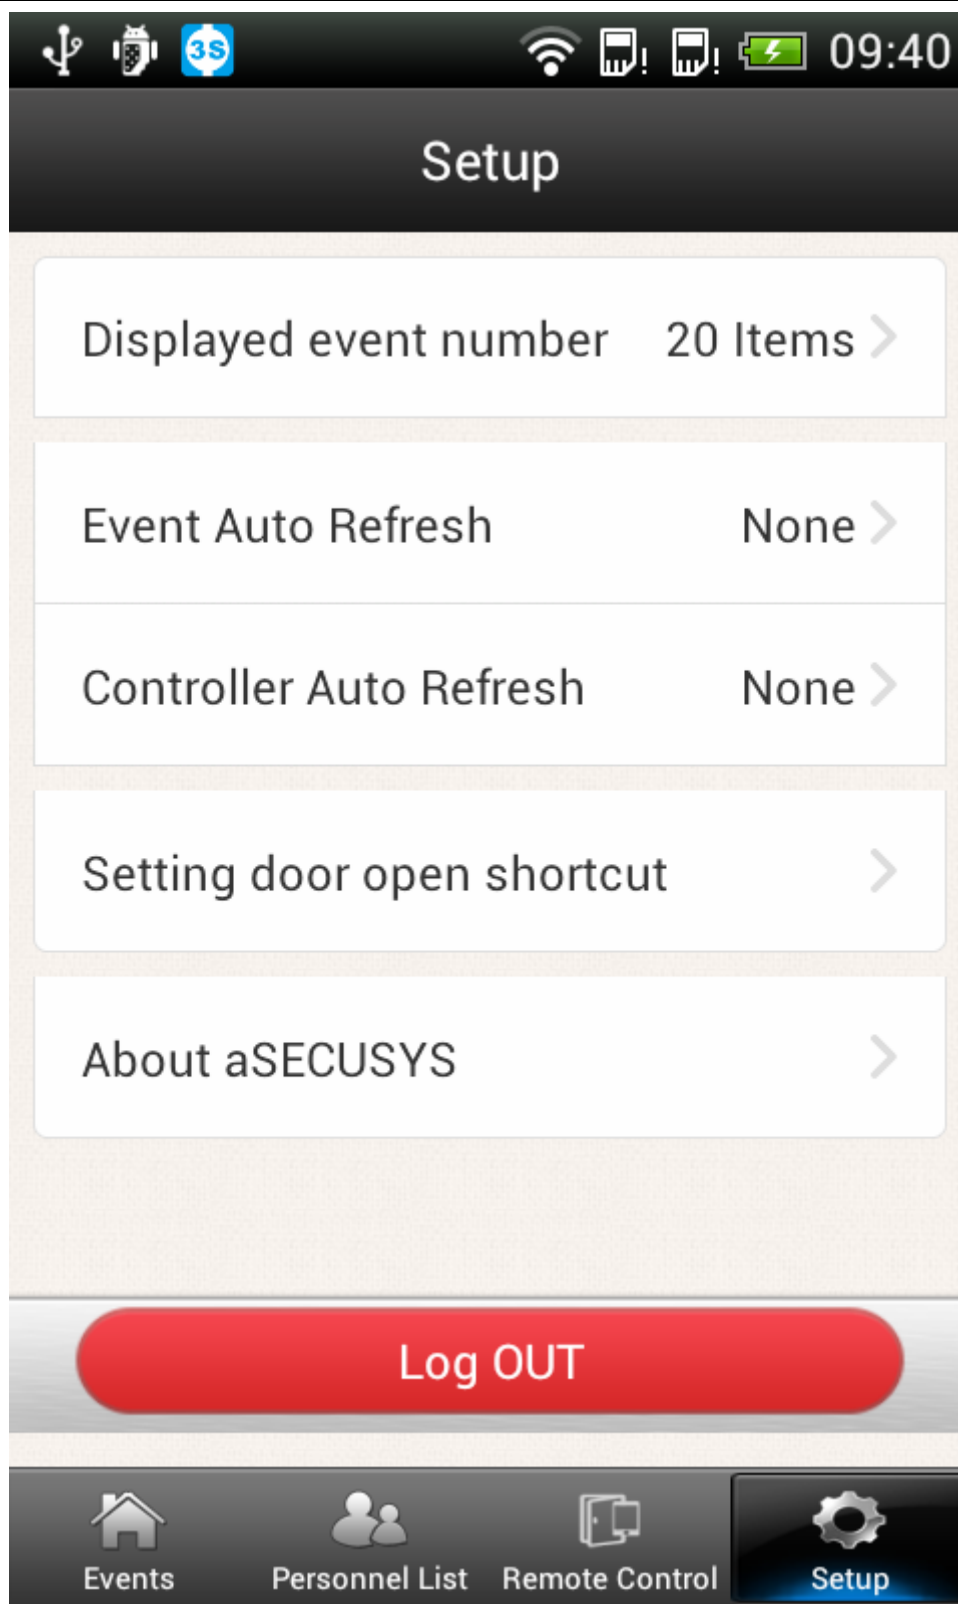 3S 09:40
Setup
Displayed event number 20 Items
Event Auto Refresh None
Controller Auto Refresh None
Setting door open shortcut
About aSECUSYS
Log OUT
Events Personnel List Remote Control Setup